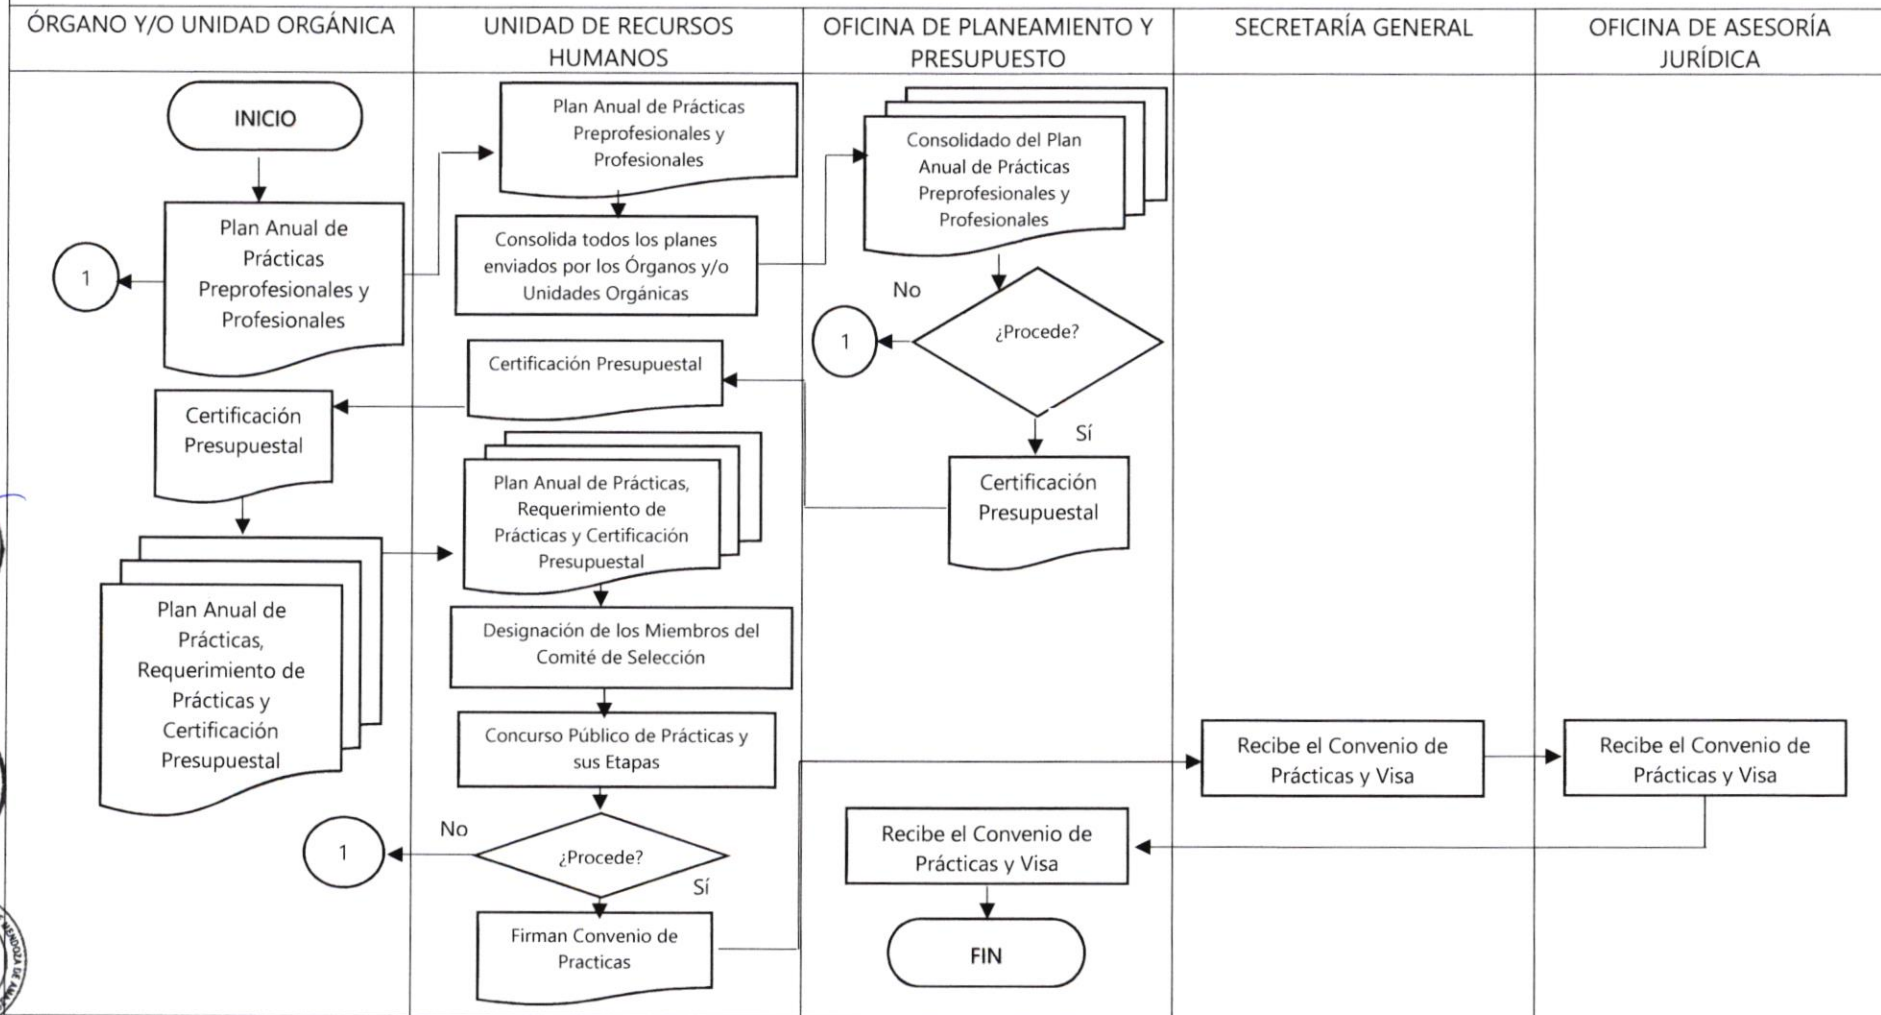 ÓRGANO Y/O UNIDAD ORGÁNICA
UNIDAD DE RECURSOS
HUMANOS
OFICINA DE PLANEAMIENTO Y
PRESUPUESTO
SECRETARÍA GENERAL
OFICINA DE ASESORÍA
JURÍDICA
INICIO
Plan Anual de
Prácticas
Preprofesionales y
Profesionales
1
Certificación
Presupuestal
Plan Anual de
Prácticas,
Requerimiento de
Prácticas y
Certificación
Presupuestal
Plan Anual de Prácticas
Preprofesionales y
Profesionales
Consolida todos los planes
enviados por los Órganos y/o
Unidades Orgánicas
Certificación Presupuestal
Plan Anual de Prácticas,
Requerimiento de
Prácticas y Certificación
Presupuestal
Designación de los Miembros del
Comité de Selección
Concurso Público de Prácticas y
sus Etapas
No
1
¿Procede?
Sí
Firman Convenio de
Practicas
Consolidado del Plan
Anual de Prácticas
Preprofesionales y
Profesionales
No
1
¿Procede?
Sí
Certificación
Presupuestal
Recibe el Convenio de
Prácticas y Visa
Recibe el Convenio de
Prácticas y Visa
Recibe el Convenio de
Prácticas y Visa
FIN
MENDOZA DE